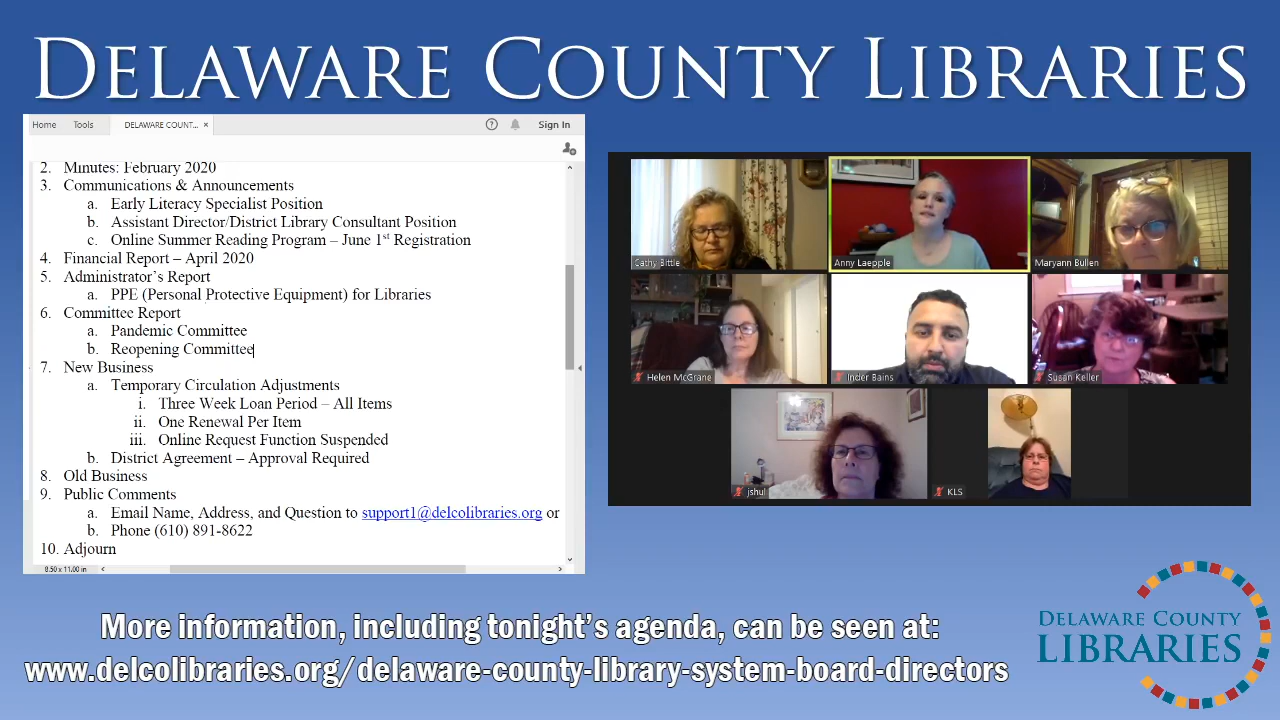 DELAWARE COUNTY LIBRARIES
Home Tools DELAWARE COUNT... × ? Sign In
2. Minutes: February 2020
3. Communications & Announcements
a. Early Literacy Specialist Position
b. Assistant Director/District Library Consultant Position
c. Online Summer Reading Program – June 1st Registration
4. Financial Report – April 2020
5. Administrator's Report
a. PPE (Personal Protective Equipment) for Libraries
6. Committee Report
a. Pandemic Committee
b. Reopening Committee
7. New Business
a. Temporary Circulation Adjustments
i. Three Week Loan Period – All Items
ii. One Renewal Per Item
iii. Online Request Function Suspended
b. District Agreement – Approval Required
8. Old Business
9. Public Comments
a. Email Name, Address, and Question to support1@delcolibraries.org or
b. Phone (610) 891-8622
10. Adjourn
8.50 x 11.00 in
Cathy Bittle
Anny Laepple
Maryann Bullen
Helen McGrane
Inder Bains
Susan Keller
jshul
KLS
More information, including tonight's agenda, can be seen at:
www.delcolibraries.org/delaware-county-library-system-board-directors
DELAWARE COUNTY
LIBRARIES